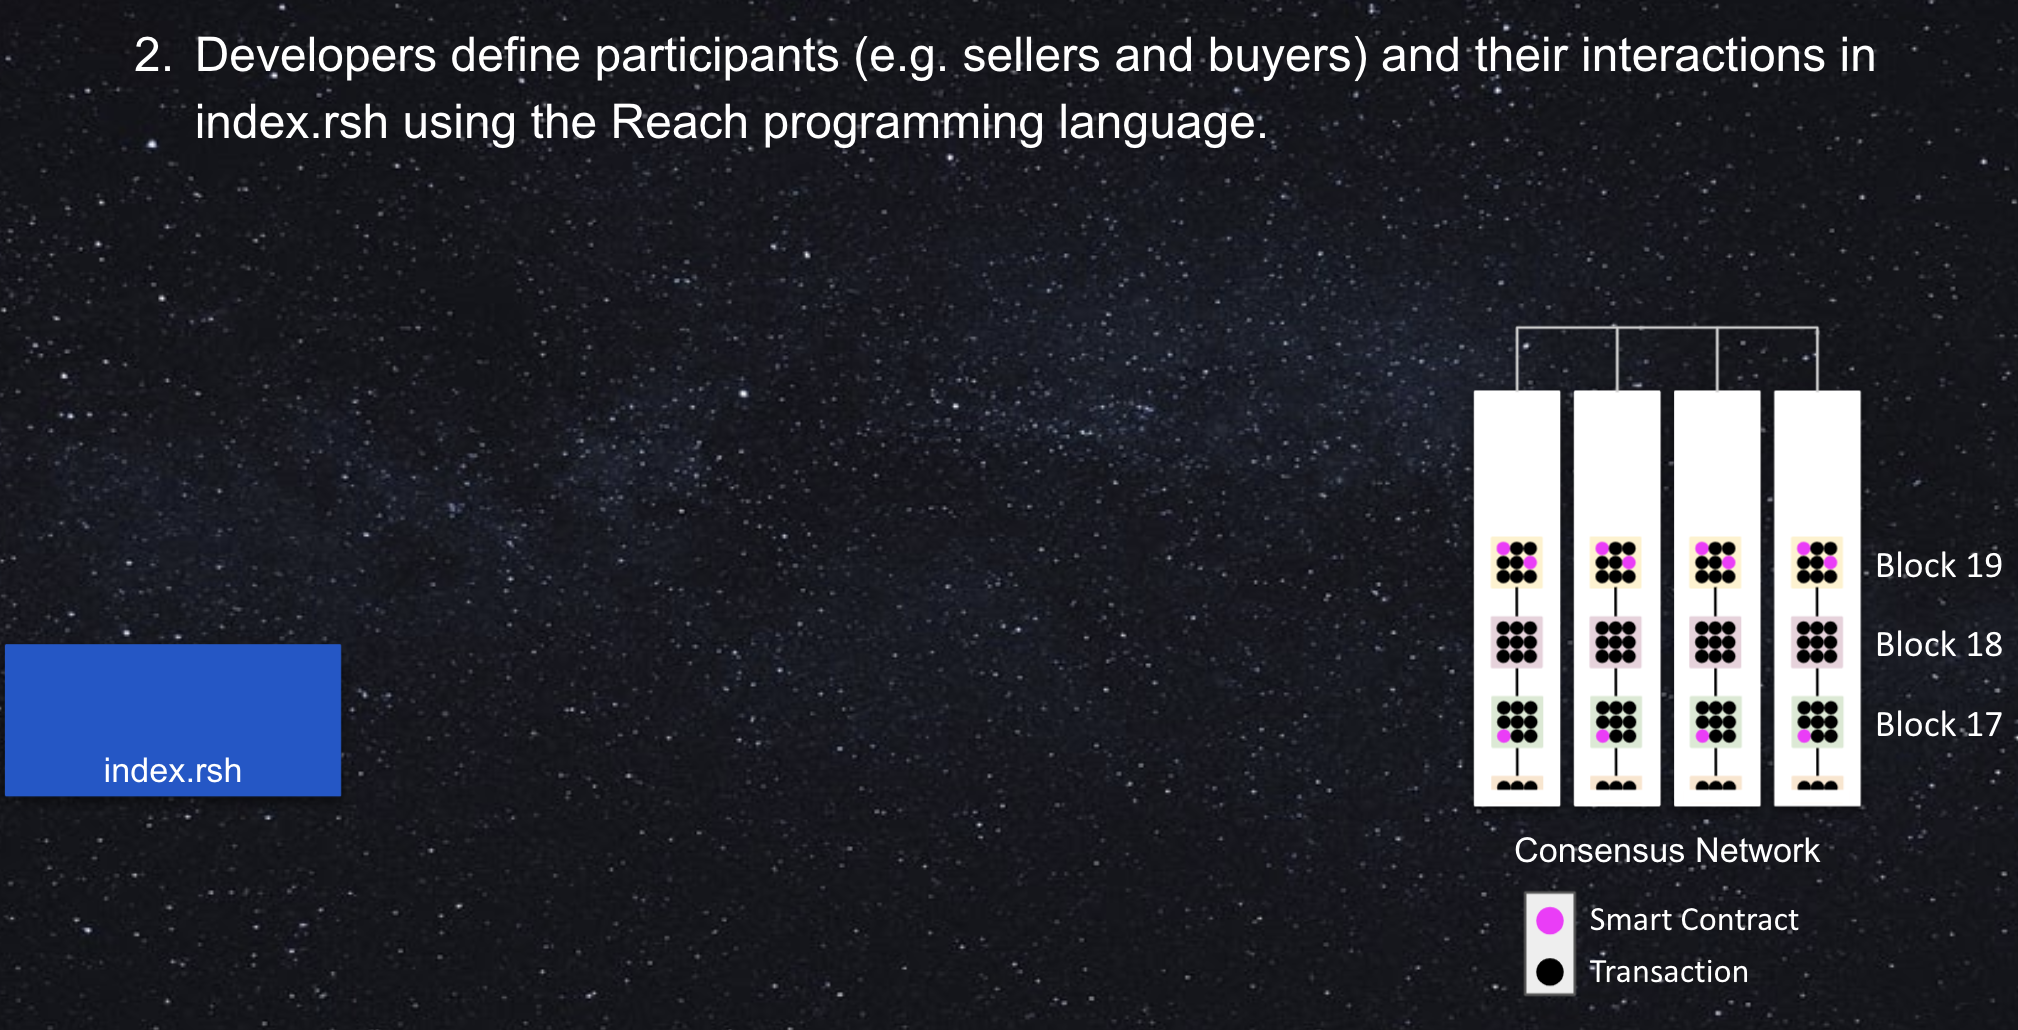 2. Developers define participants (e.g. sellers and buyers) and their interactions in
index.rsh using the Reach programming language.
Block 19
Block 18
Block 17
index.rsh
Consensus Network
Smart Contract
Transaction